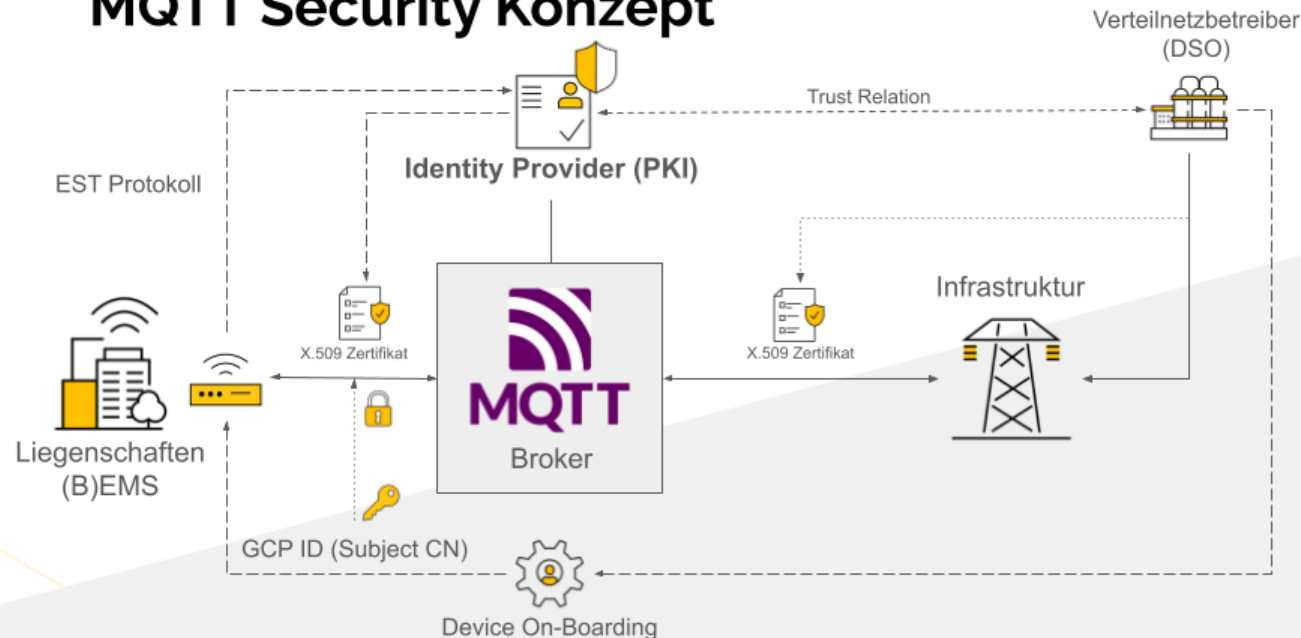 MQTT Security Konzept
Verteilnetzbetreiber
(DSO)
Trust Relation
Identity Provider (PKI)
EST Protokoll
Infrastruktur
X.509 Zertifikat
X.509 Zertifikat
MQTT
Broker
Liegenschaften
(B)EMS
GCP ID (Subject CN)
Device On-Boarding